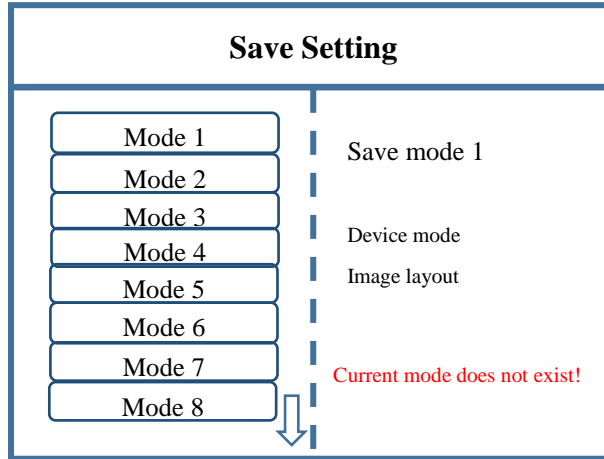 Save Setting
Mode 1
Mode 2
Mode 3
Mode 4
Mode 5
Mode 6
Mode 7
Mode 8
Save mode 1
Device mode
Image layout
Current mode does not exist!